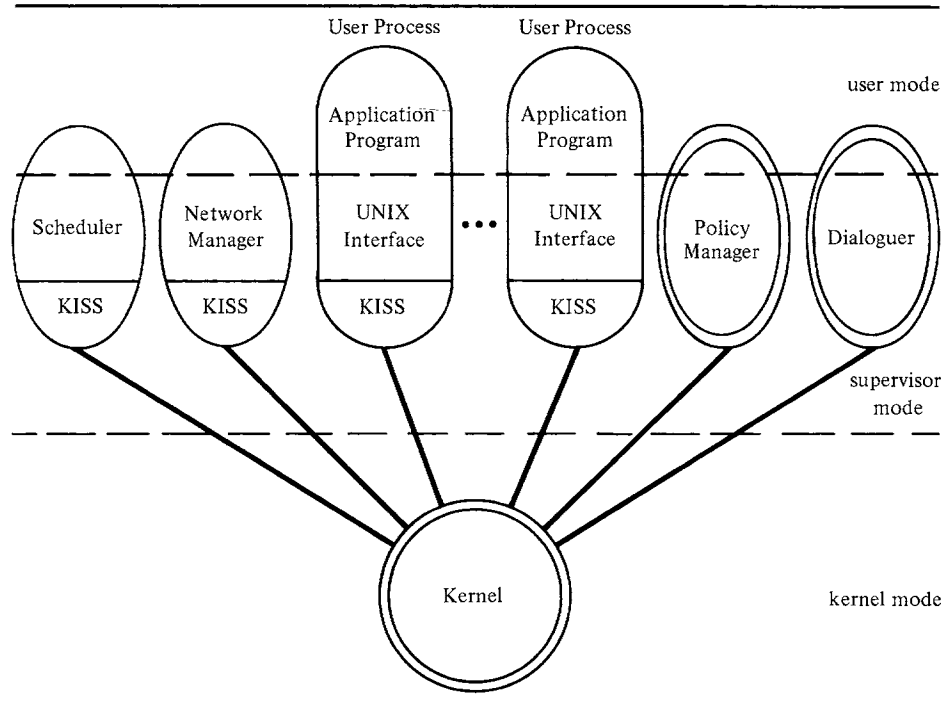 User Process
User Process
user mode
Application
Program
Application
Program
Scheduler
Network
Manager
UNIX
Interface
...
UNIX
Interface
Policy
Manager
Dialoguer
KISS
KISS
KISS
KISS
supervisor
mode
Kernel
kernel mode